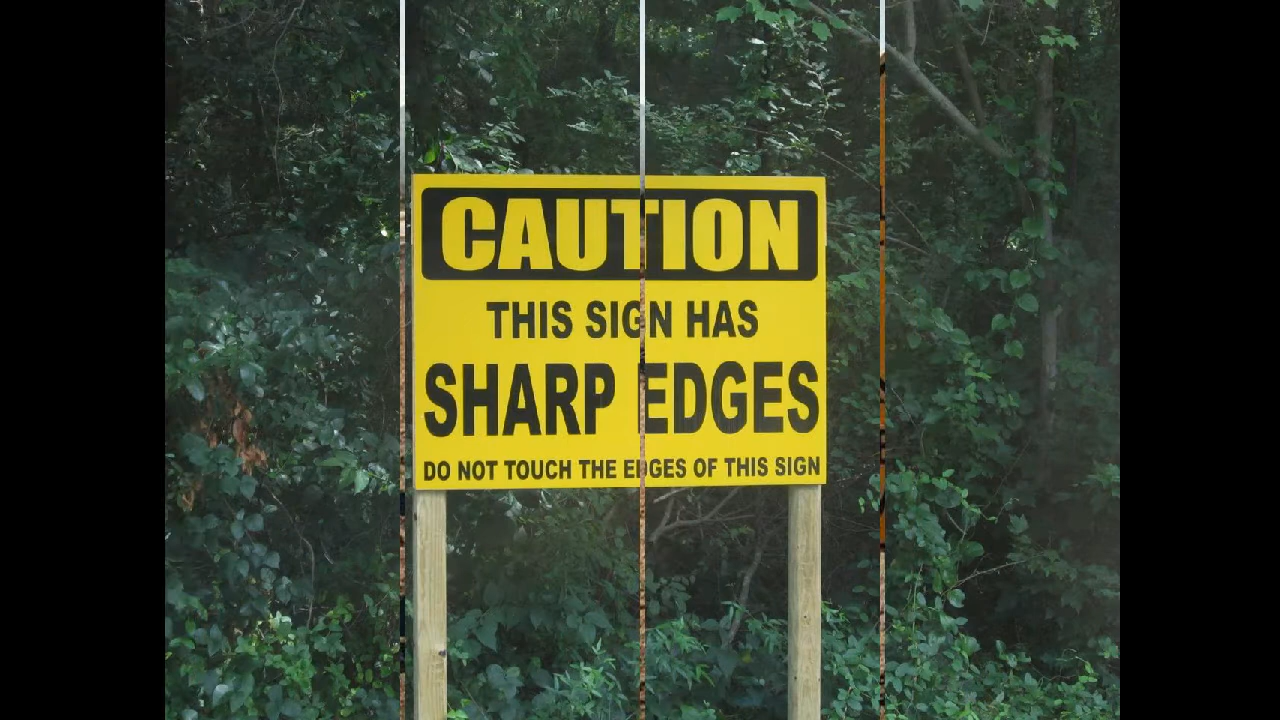 CAUTION
THIS SIGN HAS
SHARP EDGES
DO NOT TOUCH THE EDGES OF THIS SIGN